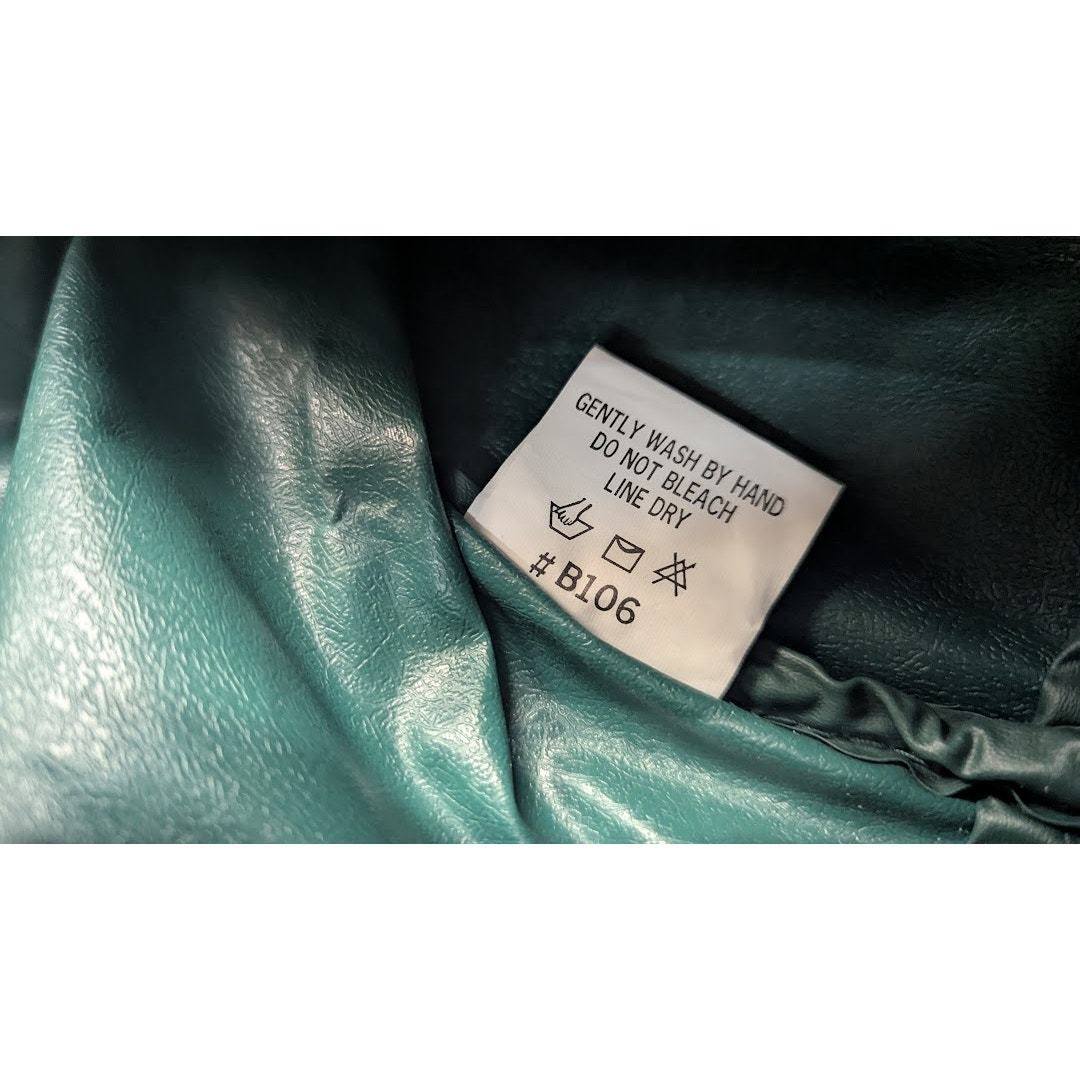 GENTLY WASH BY HAND
DO NOT BLEACH
LINE DRY
# B106